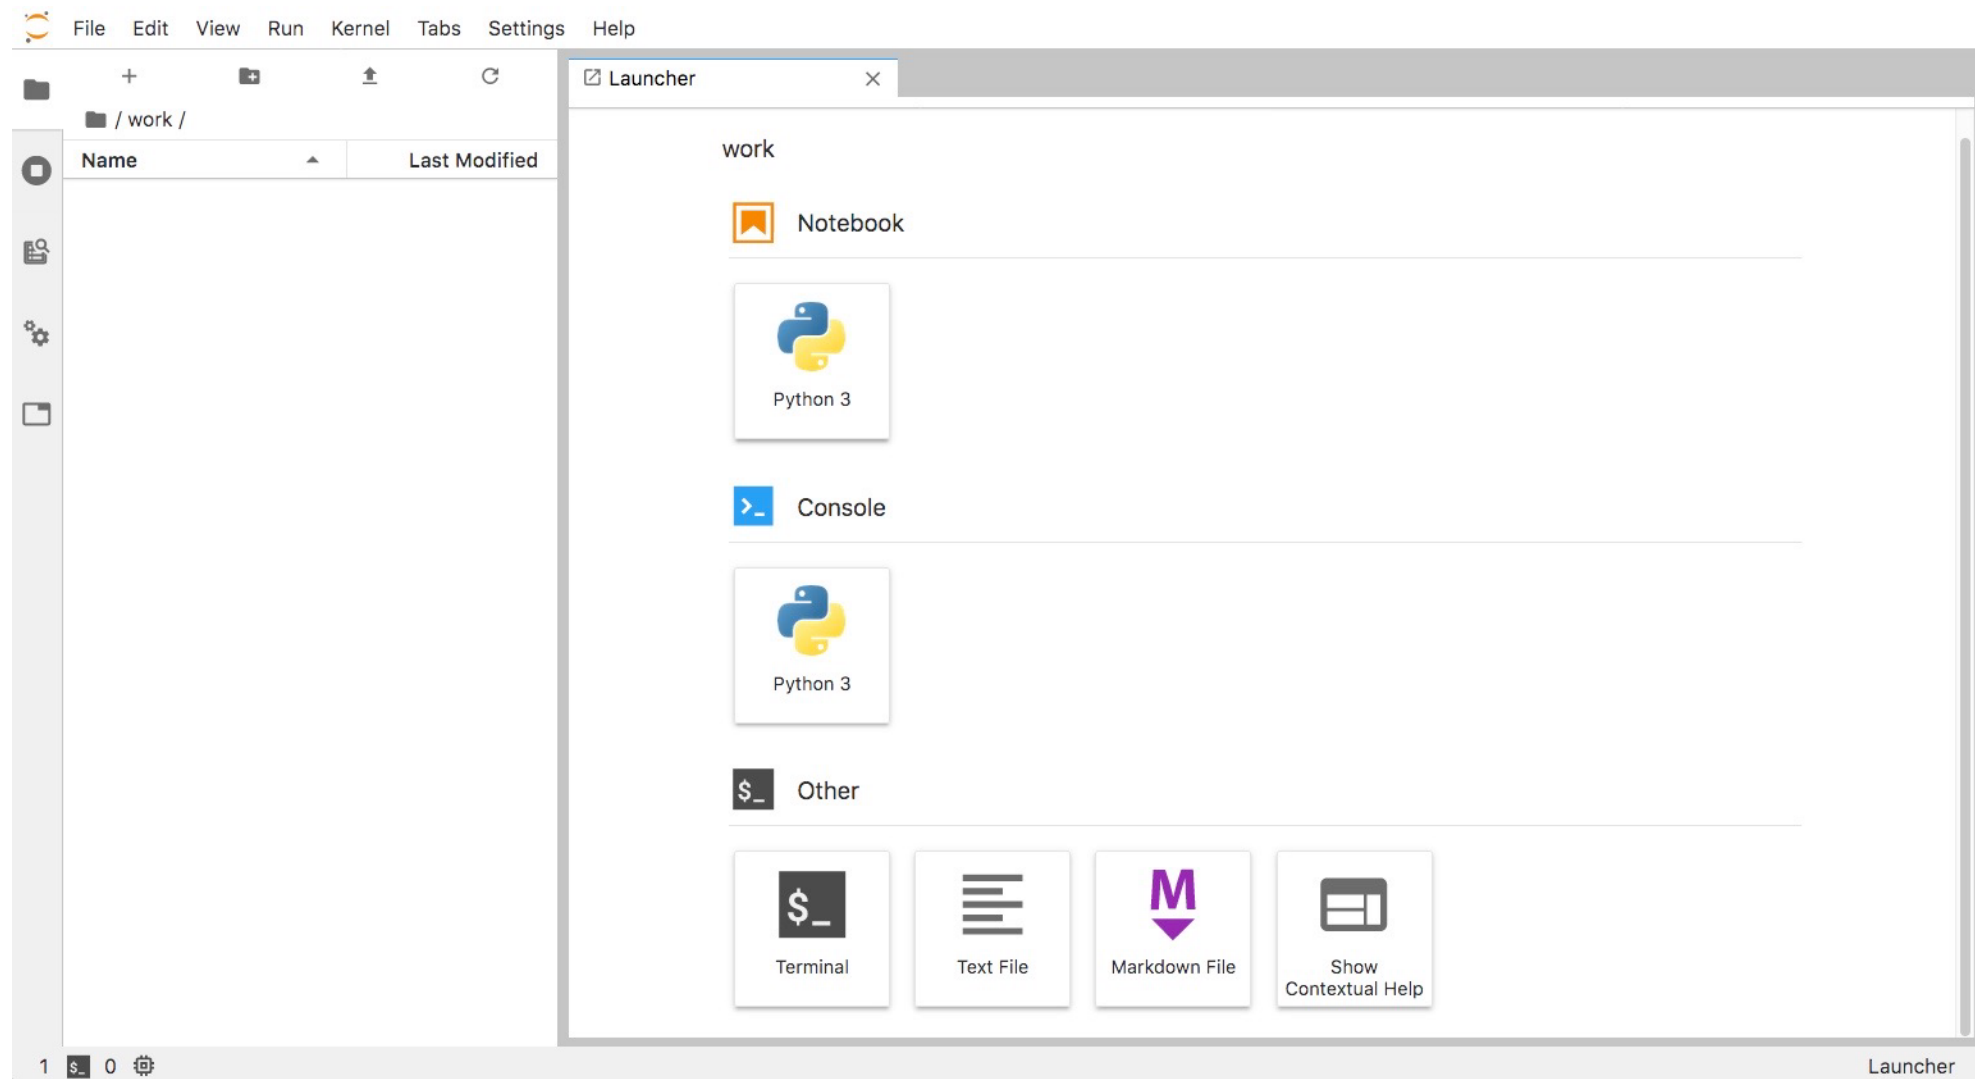 File Edit View Run Kernel Tabs Settings Help
Launcher
/ work /
Name Last Modified
work
Notebook
Python 3
Console
Python 3
$_ Other
$_
Terminal
Text File
M
Markdown File
Show
Contextual Help
1 $_ 0
Launcher